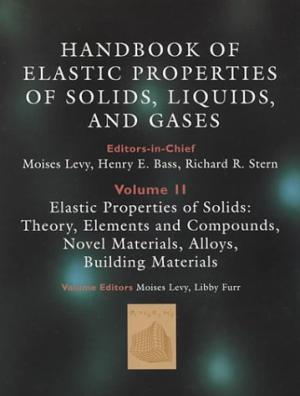 HANDBOOK OF
ELASTIC PROPERTIES
OF SOLIDS, LIQUIDS,
AND GASES
Editors-in-Chief
Moises Levy, Henry E. Bass, Richard R. Stern
Volume II
Elastic Properties of Solids:
Theory, Elements and Compounds,
Novel Materials, Alloys,
Building Materials
Volume Editors Moises Levy, Libby Furr